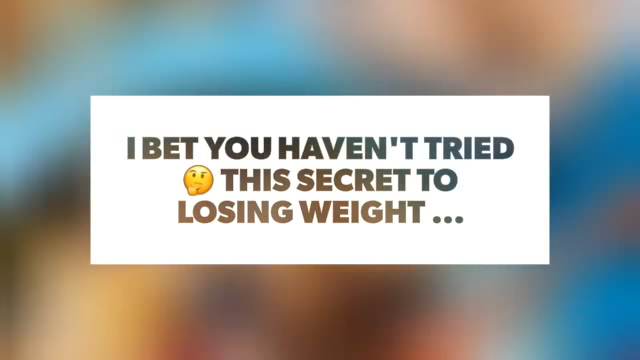 I BET YOU HAVEN'T TRIED
🤔 THIS SECRET TO
LOSING WEIGHT ...